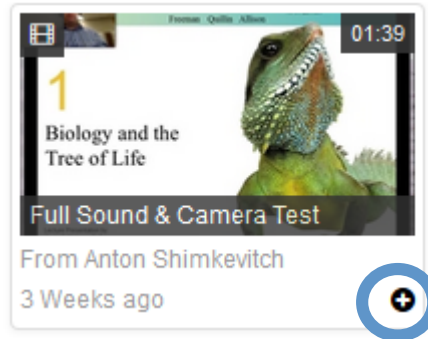 Freeman Quillin Allison
01:39
1
Biology and the
Tree of Life
Full Sound & Camera Test
From Anton Shimkevitch
3 Weeks ago